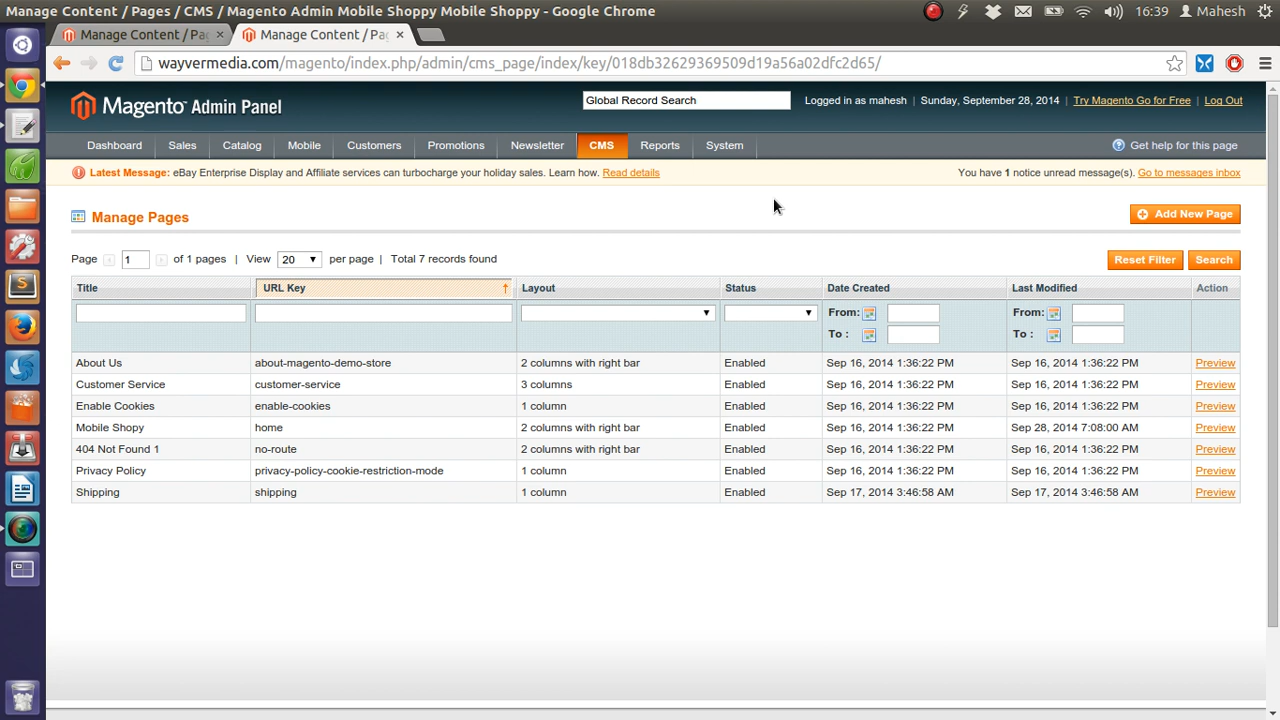 Manage Content / Pages / CMS / Magento Admin Mobile Shoppy Mobile Shoppy - Google Chrome
16:39 Mahesh
Manage Content / Pag
Manage Content / Pag
wayvermedia.com/magento/index.php/admin/cms_page/index/key/018db32629369509d19a56a02dfc2d65/
Magento Admin Panel
Global Record Search
Logged in as mahesh | Sunday, September 28, 2014 | Try Magento Go for Free | Log Out
Dashboard Sales Catalog Mobile Customers Promotions Newsletter CMS Reports System
Get help for this page
Latest Message: eBay Enterprise Display and Affiliate services can turbocharge your holiday sales. Learn how. Read details
You have 1 notice unread message(s). Go to messages inbox
Manage Pages
Add New Page
Page 1 of 1 pages | View 20 per page | Total 7 records found
Reset Filter Search
Title URL Key Layout Status Date Created Last Modified Action
From: From:
To : To :
About Us about-magento-demo-store 2 columns with right bar Enabled Sep 16, 2014 1:36:22 PM Sep 16, 2014 1:36:22 PM Preview
Customer Service customer-service 3 columns Enabled Sep 16, 2014 1:36:22 PM Sep 16, 2014 1:36:22 PM Preview
Enable Cookies enable-cookies 1 column Enabled Sep 16, 2014 1:36:22 PM Sep 16, 2014 1:36:22 PM Preview
Mobile Shopy home 2 columns with right bar Enabled Sep 16, 2014 1:36:22 PM Sep 28, 2014 7:08:00 AM Preview
404 Not Found 1 no-route 2 columns with right bar Enabled Sep 16, 2014 1:36:22 PM Sep 16, 2014 1:36:22 PM Preview
Privacy Policy privacy-policy-cookie-restriction-mode 1 column Enabled Sep 16, 2014 1:36:22 PM Sep 16, 2014 1:36:22 PM Preview
Shipping shipping 1 column Enabled Sep 17, 2014 3:46:58 AM Sep 17, 2014 3:46:58 AM Preview